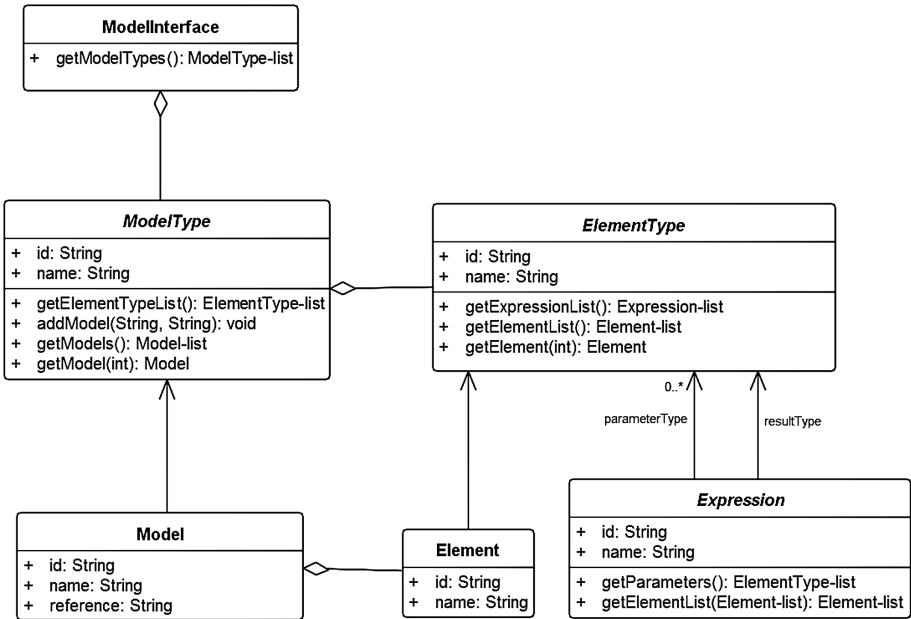 ModelInterface
+ getModelTypes(): ModelType-list
ModelType
+ id: String
+ name: String
+ getElementTypeList(): ElementType-list
+ addModel(String, String): void
+ getModels(): Model-list
+ getModel(int): Model
ElementType
+ id: String
+ name: String
+ getExpressionList(): Expression-list
+ getElementList(): Element-list
+ getElement(int): Element
0..*
parameterType
resultType
Model
+ id: String
+ name: String
+ reference: String
Element
+ id: String
+ name: String
Expression
+ id: String
+ name: String
+ getParameters(): ElementType-list
+ getElementList(Element-list): Element-list